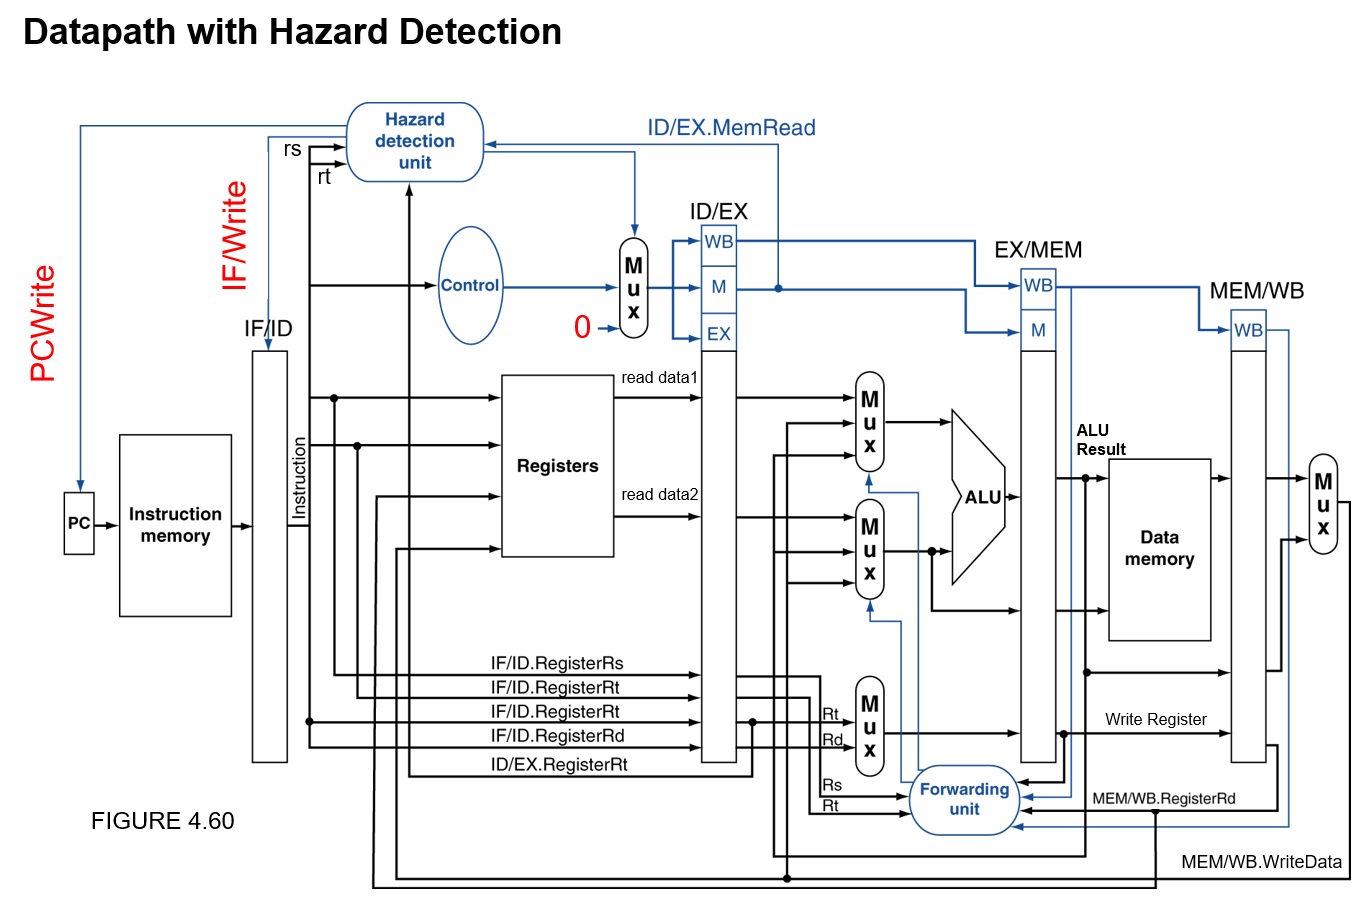 Datapath with Hazard Detection
Hazard
detection
unit
ID/EX.MemRead
rs
rt
IF/Write
PCWrite
ID/EX
WB
M
EX
Control
M
u
x
0
EX/MEM
WB
M
MEM/WB
WB
IF/ID
read data1
M
u
x
ALU
Result
Instruction
Registers
read data2
ALU
M
u
x
PC
Instruction
memory
M
u
x
Data
memory
IF/ID.RegisterRs
IF/ID.RegisterRt
IF/ID.RegisterRt
IF/ID.RegisterRd
ID/EX.RegisterRt
Rt
Rd
M
u
x
Write Register
Rs
Rt
Forwarding
unit
MEM/WB.RegisterRd
FIGURE 4.60
MEM/WB.WriteData